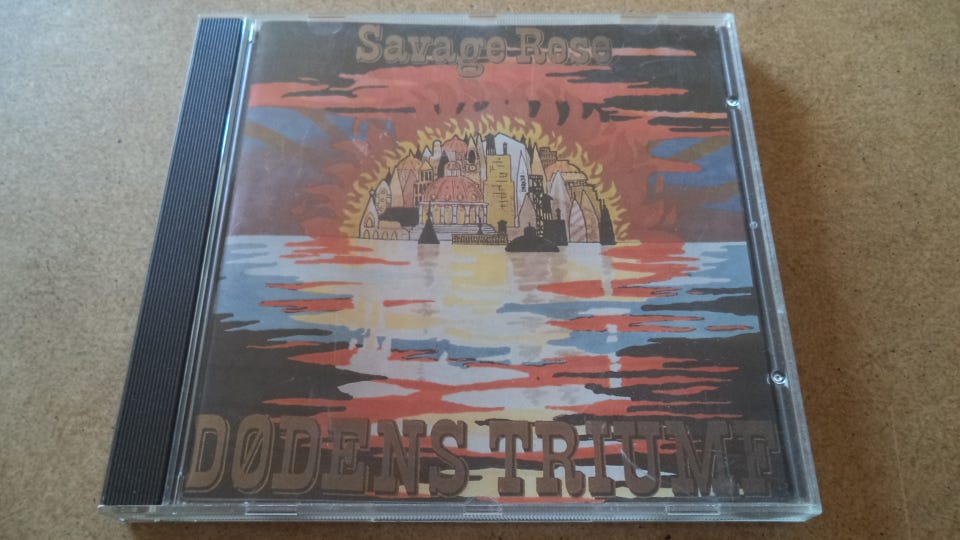 Savage Rose
DØDENS TRIUMF